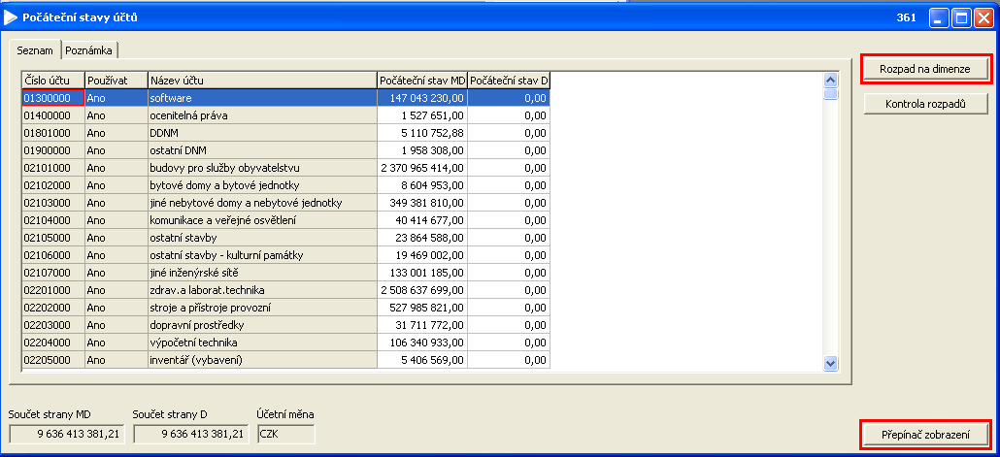 Počáteční stavy účtů 361
Seznam Poznámka
Číslo účtu Používat Název účtu Počáteční stav MD Počáteční stav D
01300000 Ano software 147 043 230,00 0,00
01400000 Ano ocenitelná práva 1 527 651,00 0,00
01801000 Ano DDNM 5 110 752,88 0,00
01900000 Ano ostatní DNM 1 958 308,00 0,00
02101000 Ano budovy pro služby obyvatelstvu 2 370 965 414,00 0,00
02102000 Ano bytové domy a bytové jednotky 8 604 953,00 0,00
02103000 Ano jiné nebytové domy a nebytové jednotky 349 381 810,00 0,00
02104000 Ano komunikace a veřejné osvětlení 40 414 677,00 0,00
02105000 Ano ostatní stavby 23 864 588,00 0,00
02106000 Ano ostatní stavby - kulturní památky 19 469 002,00 0,00
02107000 Ano jiné inženýrské sítě 133 001 185,00 0,00
02201000 Ano zdrav.a laborat.technika 2 508 637 699,00 0,00
02202000 Ano stroje a přístroje provozní 527 985 821,00 0,00
02203000 Ano dopravní prostředky 31 711 772,00 0,00
02204000 Ano výpočetní technika 106 340 933,00 0,00
02205000 Ano inventář (vybavení) 5 406 569,00 0,00
Rozpad na dimenze
Kontrola rozpadů
Součet strany MD Součet strany D Účetní měna
9 636 413 381,21 9 636 413 381,21 CZK
Přepínač zobrazení